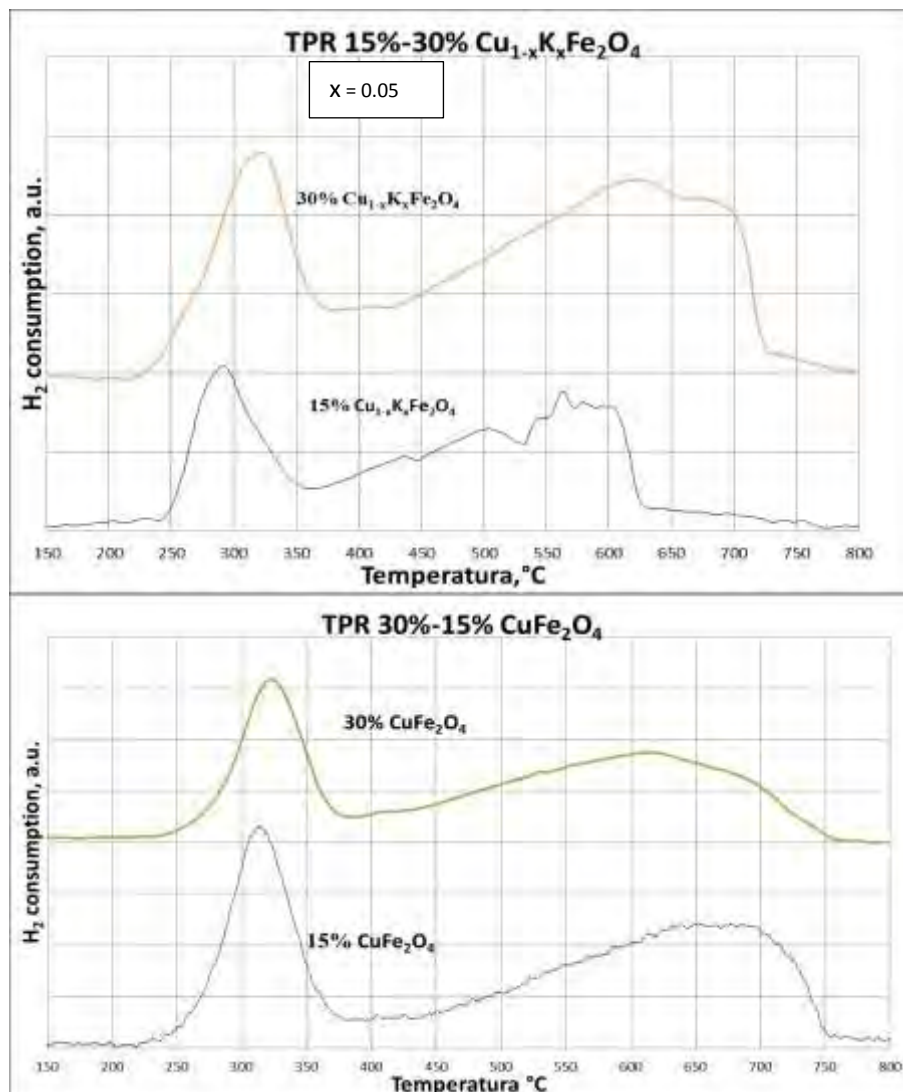 TPR 15%-30% Cu₁₋ₓKₓFe₂O₄
X = 0.05
H₂ consumption, a.u.
30% Cu₁₋ₓKₓFe₂O₄
15% Cu₁₋ₓKₓFe₂O₄
150 200 250 300 350 400 450 500 550 600 650 700 750 800
Temperatura,°C
TPR 30%-15% CuFe₂O₄
H₂ consumption, a.u.
30% CuFe₂O₄
15% CuFe₂O₄
150 200 250 300 350 400 450 500 550 600 650 700 750 800
Temperatura °C